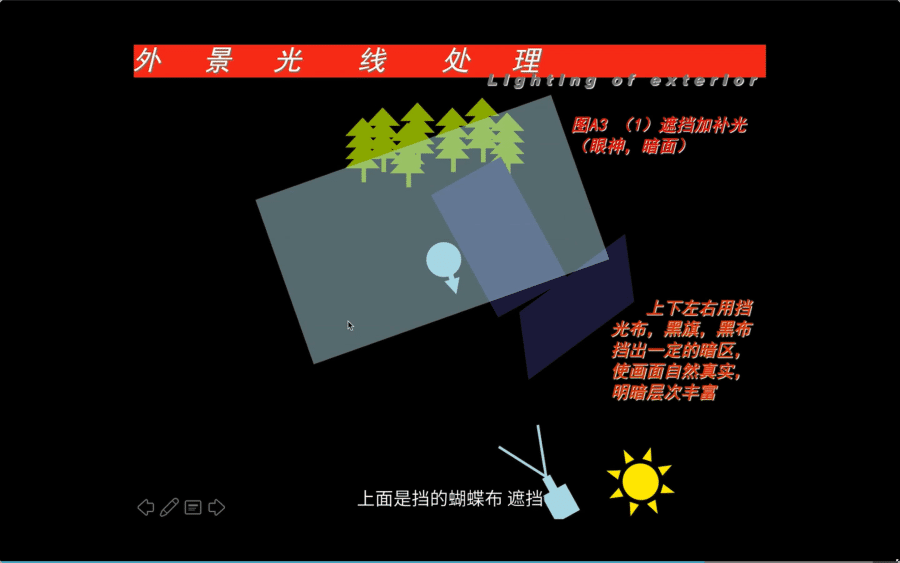 外景光线处理
Lighting of exterior
图A3 （1）遮挡加补光
（眼神，暗面）
上下左右用挡
光布，黑旗，黑布
挡出一定的暗区，
使画面自然真实，
明暗层次丰富
上面是挡的蝴蝶布 遮挡